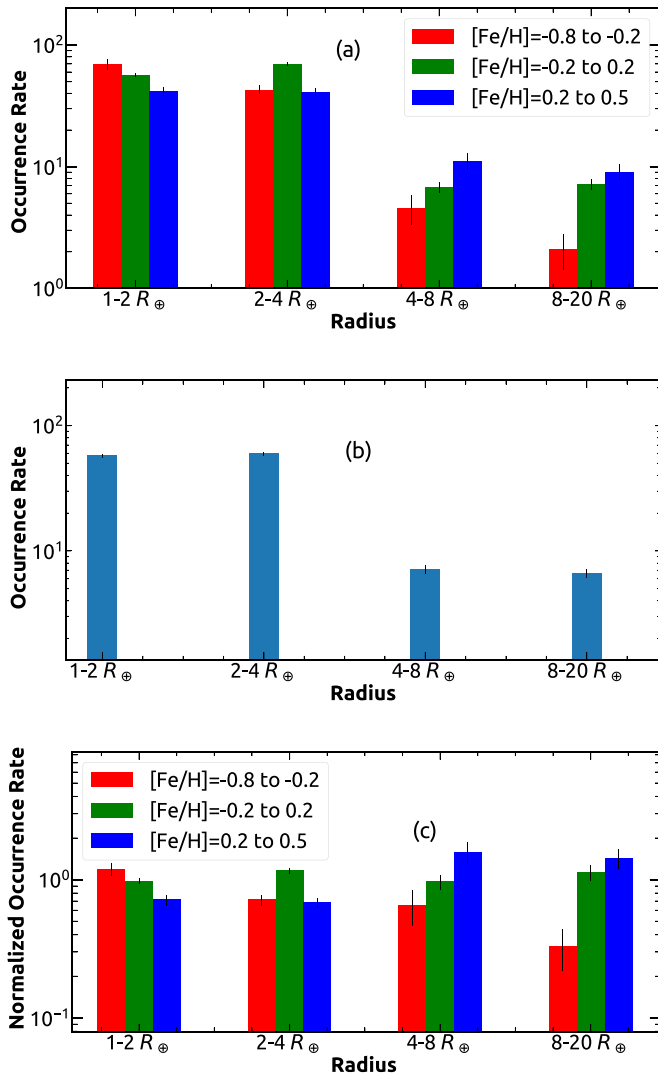 (a)
[Fe/H]=-0.8 to -0.2
[Fe/H]=-0.2 to 0.2
[Fe/H]=0.2 to 0.5
Occurrence Rate
10²
10¹
10⁰
1-2 R⊕ 2-4 R⊕ 4-8 R⊕ 8-20 R⊕
Radius
(b)
Occurrence Rate
10²
10¹
1-2 R⊕ 2-4 R⊕ 4-8 R⊕ 8-20 R⊕
Radius
[Fe/H]=-0.8 to -0.2
[Fe/H]=-0.2 to 0.2
[Fe/H]=0.2 to 0.5
(c)
Normalized Occurrence Rate
10⁰
10⁻¹
1-2 R⊕ 2-4 R⊕ 4-8 R⊕ 8-20 R⊕
Radius